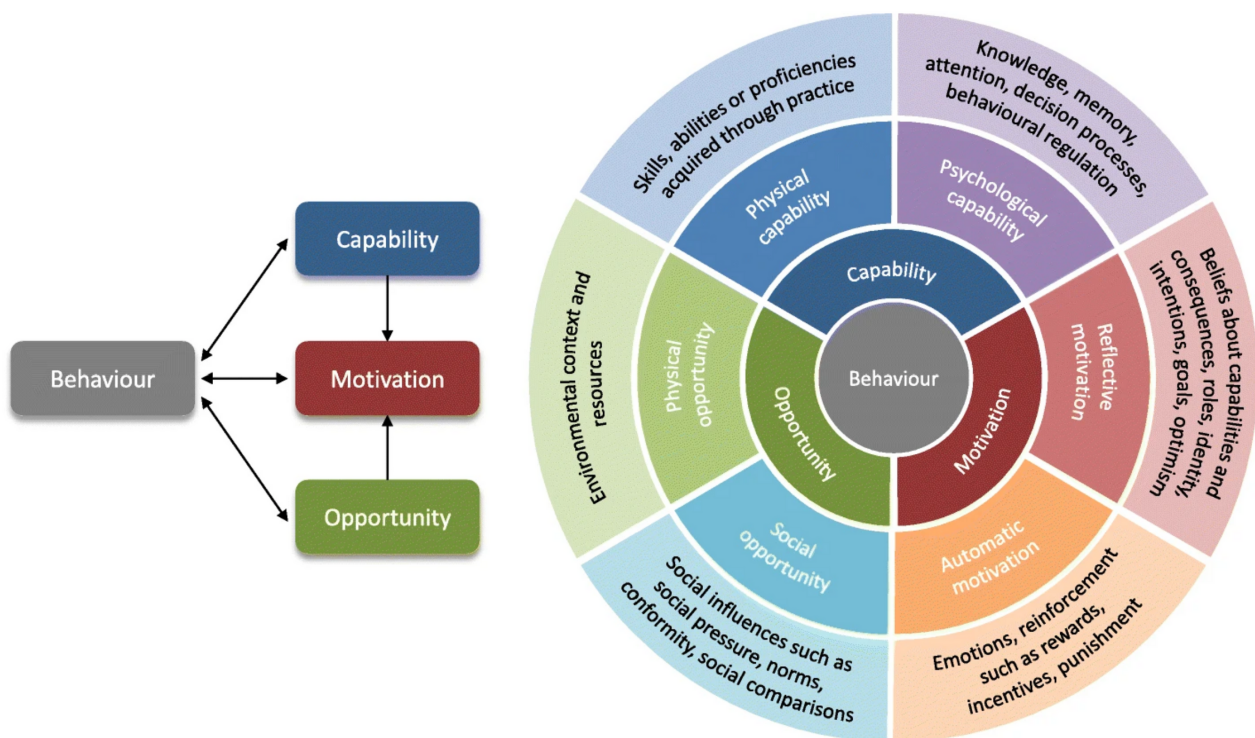 Capability
Behaviour
Motivation
Opportunity
Skills, abilities or proficiencies
acquired through practice
Knowledge, memory,
attention, decision processes,
behavioural regulation
Physical
capability
Psychological
capability
Capability
Environmental context and
resources
Physical
opportunity
Opportunity
Behaviour
Motivation
Reflective
motivation
Beliefs about capabilities and
consequences, roles, identity,
intentions, goals, optimism
Social
opportunity
Automatic
motivation
Social influences such as
social pressure, norms,
conformity, social comparisons
Emotions, reinforcement
such as rewards,
incentives, punishment